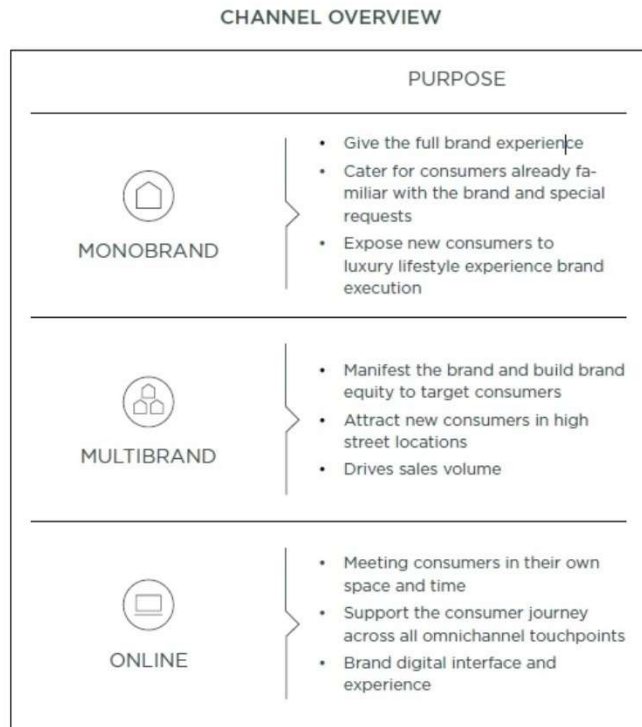 CHANNEL OVERVIEW
PURPOSE
MONOBRAND
• Give the full brand experience
• Cater for consumers already fa-
miliar with the brand and special
requests
• Expose new consumers to
luxury lifestyle experience brand
execution
MULTIBRAND
• Manifest the brand and build brand
equity to target consumers
• Attract new consumers in high
street locations
• Drives sales volume
ONLINE
• Meeting consumers in their own
space and time
• Support the consumer journey
across all omnichannel touchpoints
• Brand digital interface and
experience